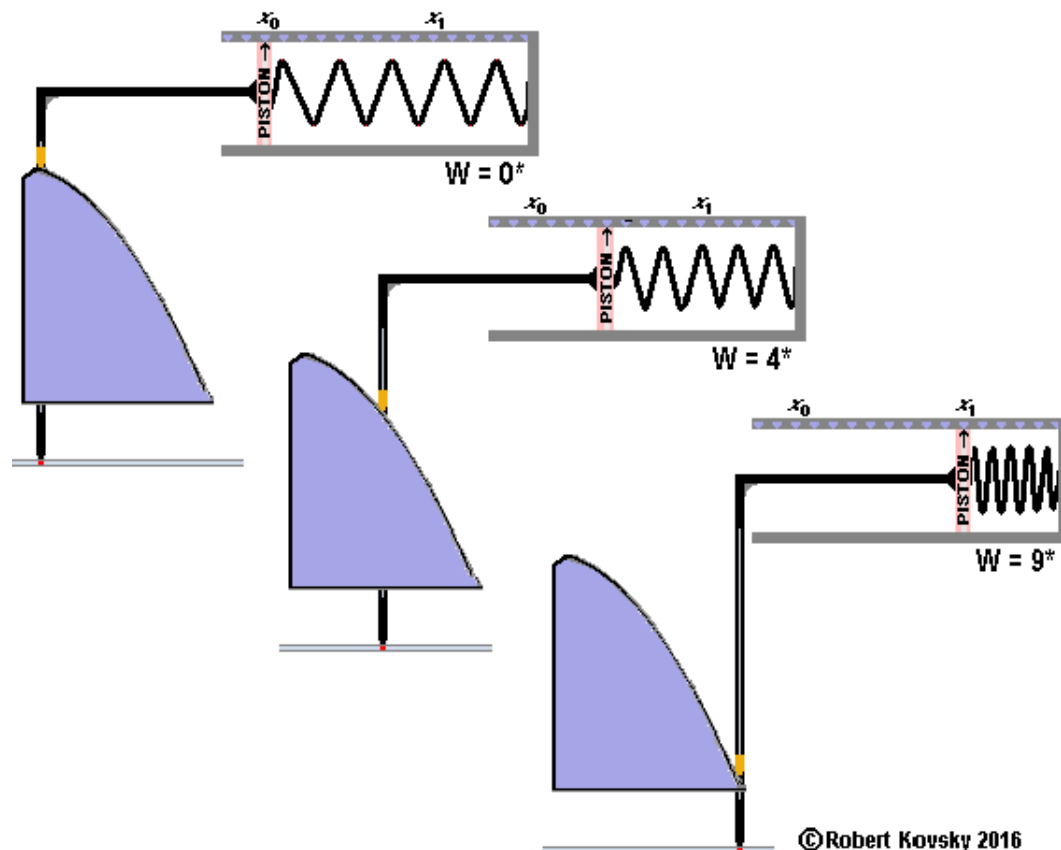 x₀ x₁
PISTON →
W = 0*
x₀ x₁
PISTON →
W = 4*
x₀ x₁
PISTON →
W = 9*
©Robert Kovsky 2016